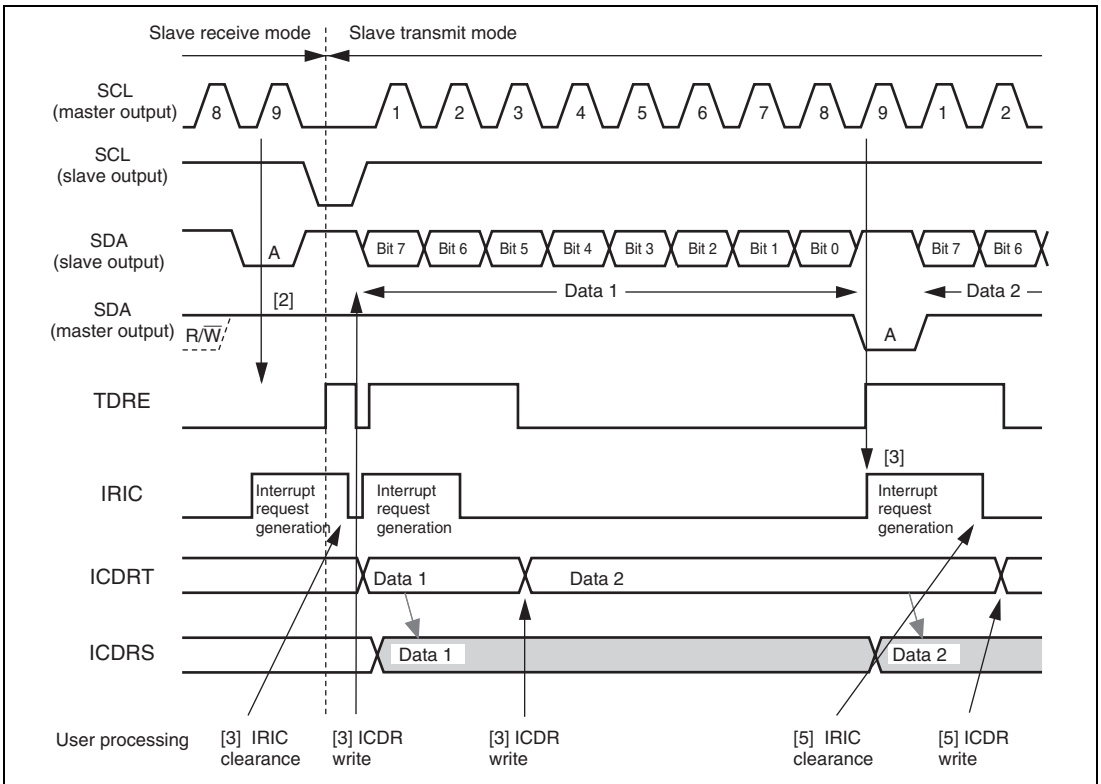 Slave receive mode
Slave transmit mode
SCL
(master output)
8 9 1 2 3 4 5 6 7 8 9 1 2
SCL
(slave output)
SDA
(slave output)
A
Bit 7 Bit 6 Bit 5 Bit 4 Bit 3 Bit 2 Bit 1 Bit 0 Bit 7 Bit 6
Data 1
Data 2
SDA
(master output)
R/W̅
[2]
A
TDRE
[3]
IRIC
Interrupt
request
generation
Interrupt
request
generation
Interrupt
request
generation
ICDRT
Data 1
Data 2
ICDRS
Data 1
Data 2
User processing
[3] IRIC
clearance
[3] ICDR
write
[3] ICDR
write
[5] IRIC
clearance
[5] ICDR
write